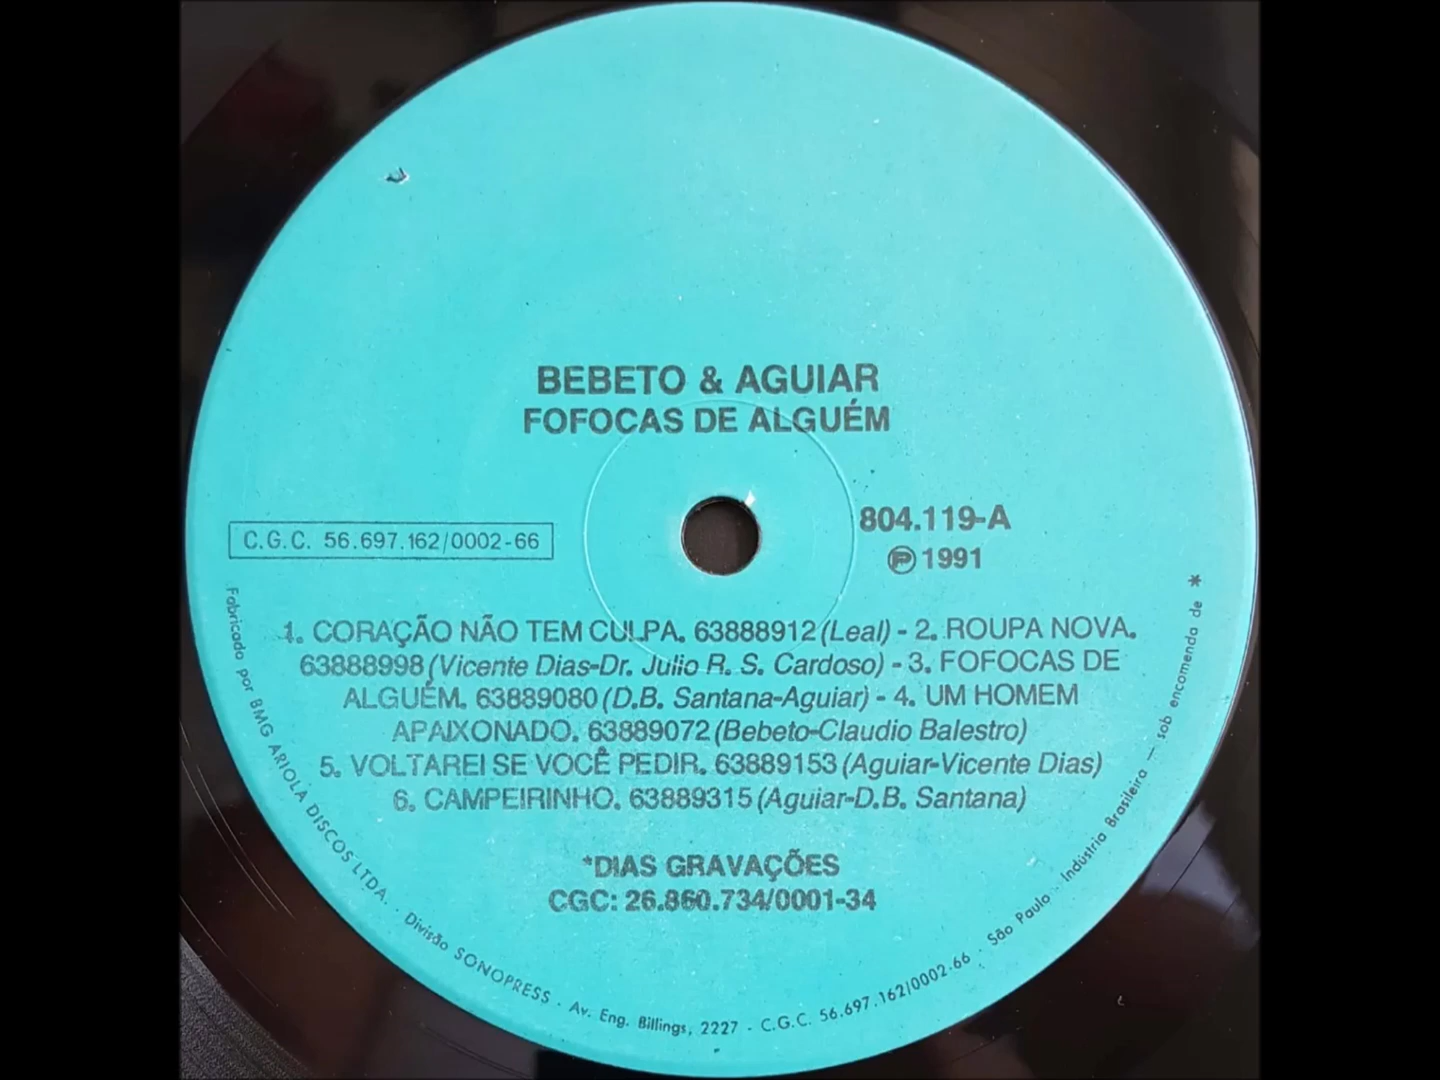 BEBETO & AGUIAR
FOFOCAS DE ALGUÉM
804.119-A
Ⓟ 1991
C.G.C. 56.697.162/0002-66
1. CORAÇÃO NÃO TEM CULPA. 63888912 (Leal) - 2. ROUPA NOVA.
63888998 (Vicente Dias-Dr. Julio R. S. Cardoso) - 3. FOFOCAS DE
ALGUÉM. 63889080 (D.B. Santana-Aguiar) - 4. UM HOMEM
APAIXONADO. 63889072 (Bebeto-Claudio Balestro)
5. VOLTAREI SE VOCÊ PEDIR. 63889153 (Aguiar-Vicente Dias)
6. CAMPEIRINHO. 63889315 (Aguiar-D.B. Santana)
*DIAS GRAVAÇÕES
CGC: 26.860.734/0001-34
Fabricado por BMG ARIOLA DISCOS LTDA. · Divisão SONOPRESS · Av. Eng. Billings, 2227 - C.G.C. 56.697.162/0002-66 · São Paulo · Indústria Brasileira — sob encomenda de *